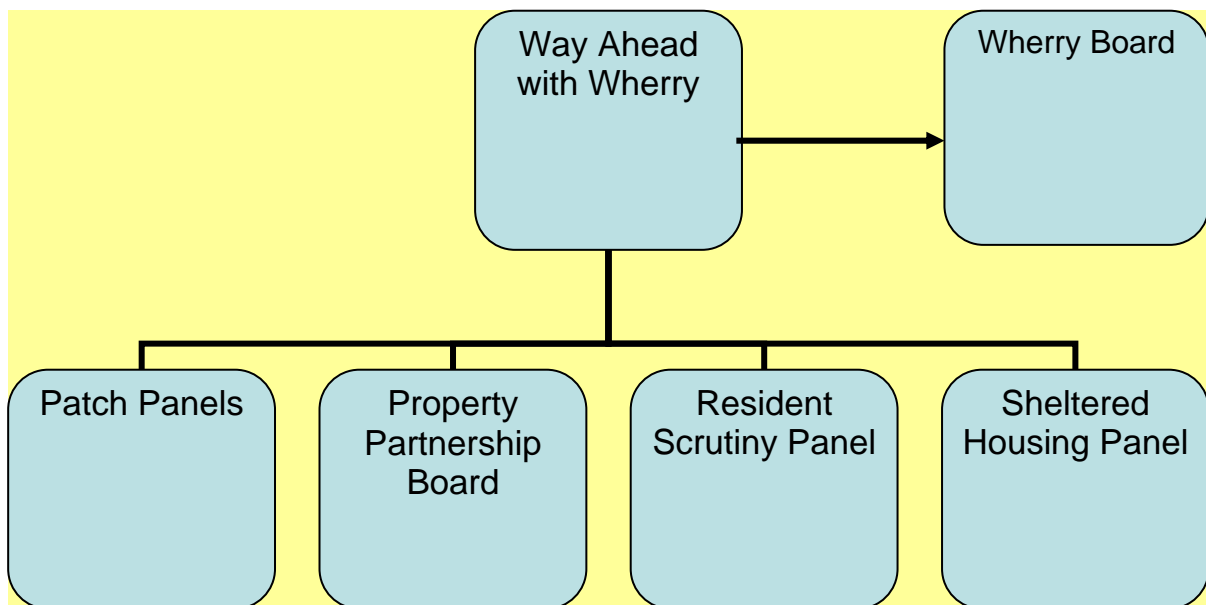 Way Ahead
with Wherry
Wherry Board
Patch Panels
Property
Partnership
Board
Resident
Scrutiny Panel
Sheltered
Housing Panel